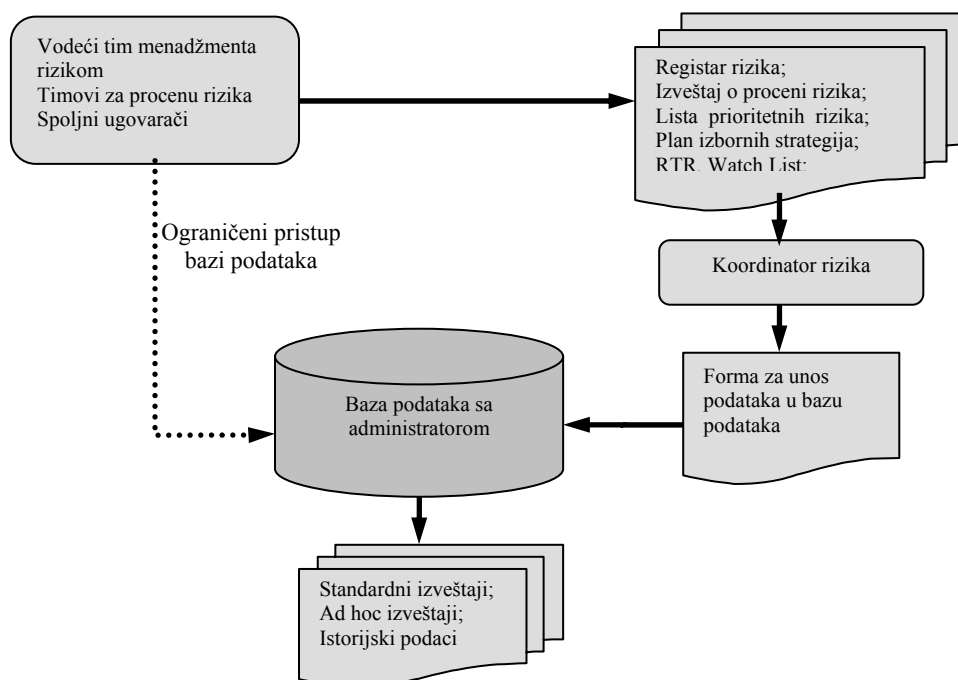 Vodeći tim menadžmenta
rizikom
Timovi za procenu rizika
Spoljni ugovarači
Registar rizika;
Izveštaj o proceni rizika;
Lista prioritetnih rizika;
Plan izbornih strategija;
RTR, Watch List;
Ograničeni pristup
bazi podataka
Koordinator rizika
Forma za unos
podataka u bazu
podataka
Baza podataka sa
administratorom
Standardni izveštaji;
Ad hoc izveštaji;
Istorijski podaci